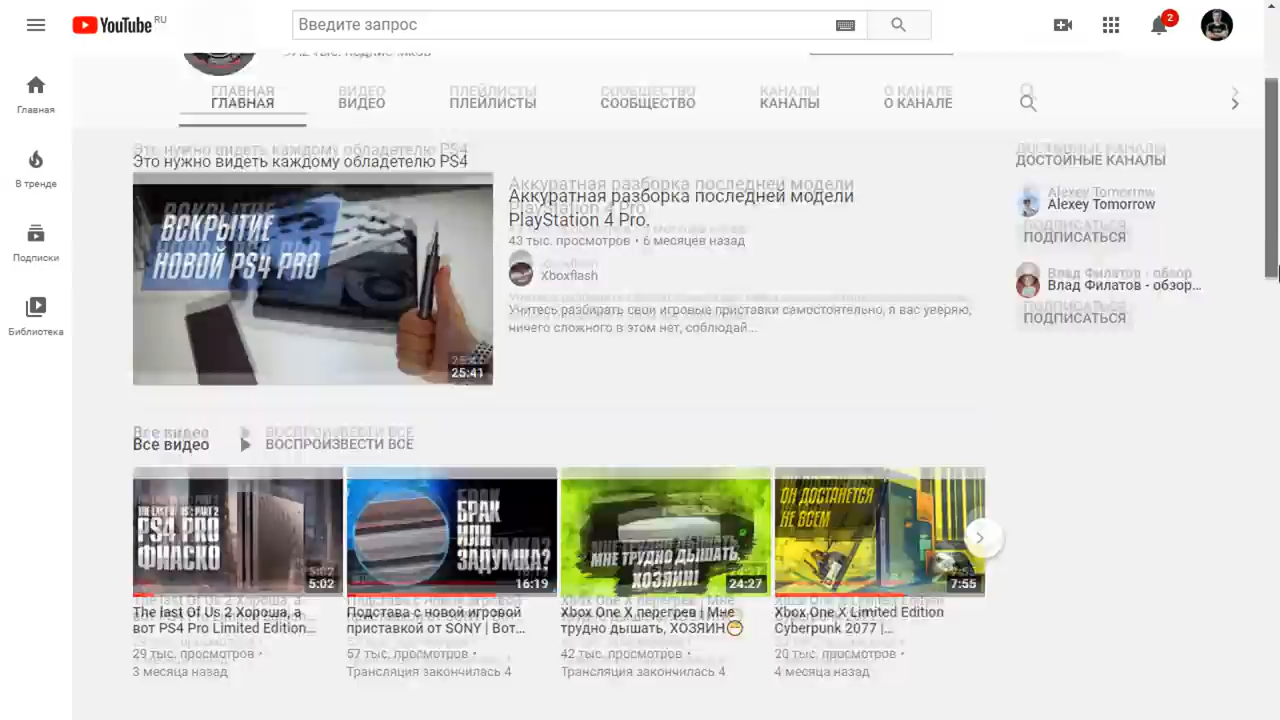 YouTube RU
Введите запрос
2
Главная
В тренде
Подписки
Библиотека
ГЛАВНАЯ
ВИДЕО
ПЛЕЙЛИСТЫ
СООБЩЕСТВО
КАНАЛЫ
О КАНАЛЕ
Это нужно видеть каждому обладателю PS4
ВСКРЫТИЕ
НОВОЙ PS4 PRO
25:41
Аккуратная разборка последней модели
PlayStation 4 Pro.
43 тыс. просмотров • 6 месяцев назад
Xboxflash
Учитесь разбирать свои игровые приставки самостоятельно, я вас уверяю,
ничего сложного в этом нет, соблюдай...
ДОСТОЙНЫЕ КАНАЛЫ
Alexey Tomorrow
ПОДПИСАТЬСЯ
Влад Филатов - обзор...
ПОДПИСАТЬСЯ
Все видео
ВОСПРОИЗВЕСТИ ВСЕ
THE LAST OF US: PART 2
PS4 PRO
ФИАСКО
5:02
The last Of Us 2 Хороша, а
вот PS4 Pro Limited Edition...
29 тыс. просмотров •
3 месяца назад
БРАК
ИЛИ
ЗАДУМКА?
16:19
Подстава с новой игровой
приставкой от SONY | Вот...
57 тыс. просмотров •
Трансляция закончилась 4
МНЕ ТРУДНО ДЫШАТЬ,
ХОЗЯИН!
24:27
Xbox One X перегрев | Мне
трудно дышать, ХОЗЯИН😷
42 тыс. просмотров •
Трансляция закончилась 4
ОН ДОСТАНЕТСЯ
НЕ ВСЕМ
7:55
Xbox One X Limited Edition
Cyberpunk 2077 |...
20 тыс. просмотров •
4 месяца назад